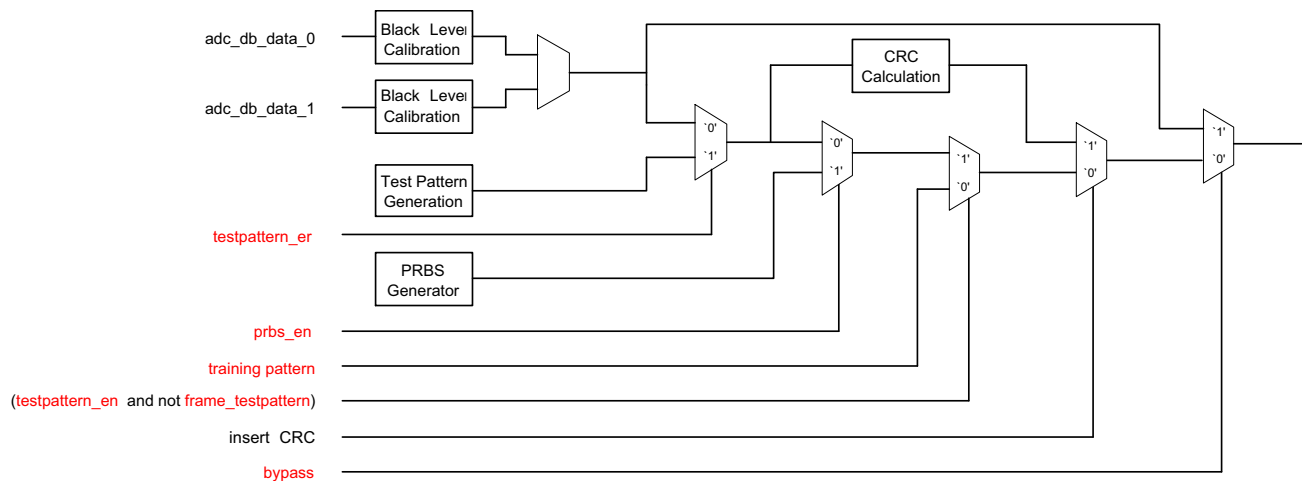 adc_db_data_0
Black Level
Calibration
adc_db_data_1
Black Level
Calibration
CRC
Calculation
`0'
`1'
`0'
`1'
`1'
`0'
`1'
`0'
`1'
`0'
Test Pattern
Generation
testpattern_er
PRBS
Generator
prbs_en
training pattern
(testpattern_en and not frame_testpattern)
insert CRC
bypass